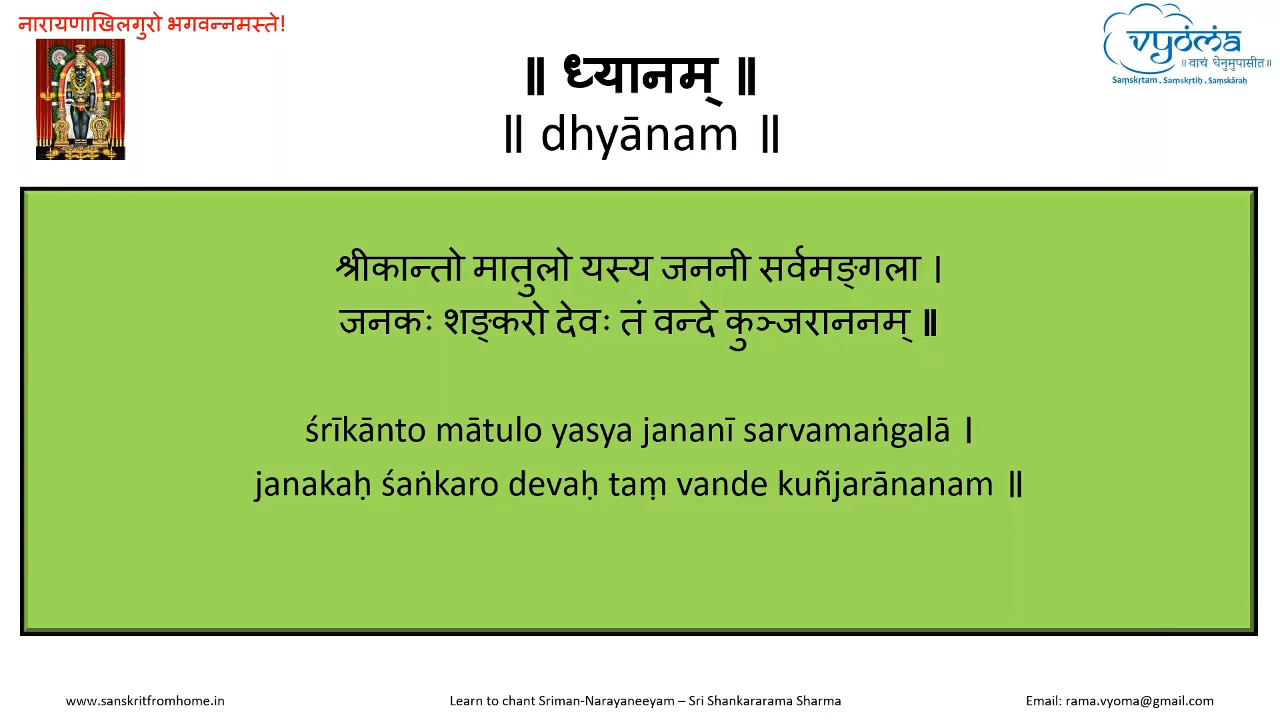 नारायणाखिलगुरो भगवन्नमस्ते!
vyoma
॥ वाचं धेनुमुपासीत॥
Saṃskṛtam . Saṃskṛtiḥ . Saṃskāraḥ
॥ ध्यानम् ॥
॥ dhyānam ॥
श्रीकान्तो मातुलो यस्य जननी सर्वमङ्गला ।
जनकः शङ्करो देवः तं वन्दे कुञ्जराननम् ॥
śrīkānto mātulo yasya jananī sarvamaṅgalā ।
janakaḥ śaṅkaro devaḥ taṃ vande kuñjarānanam ॥
www.sanskritfromhome.in
Learn to chant Sriman-Narayaneeyam – Sri Shankararama Sharma
Email: rama.vyoma@gmail.com